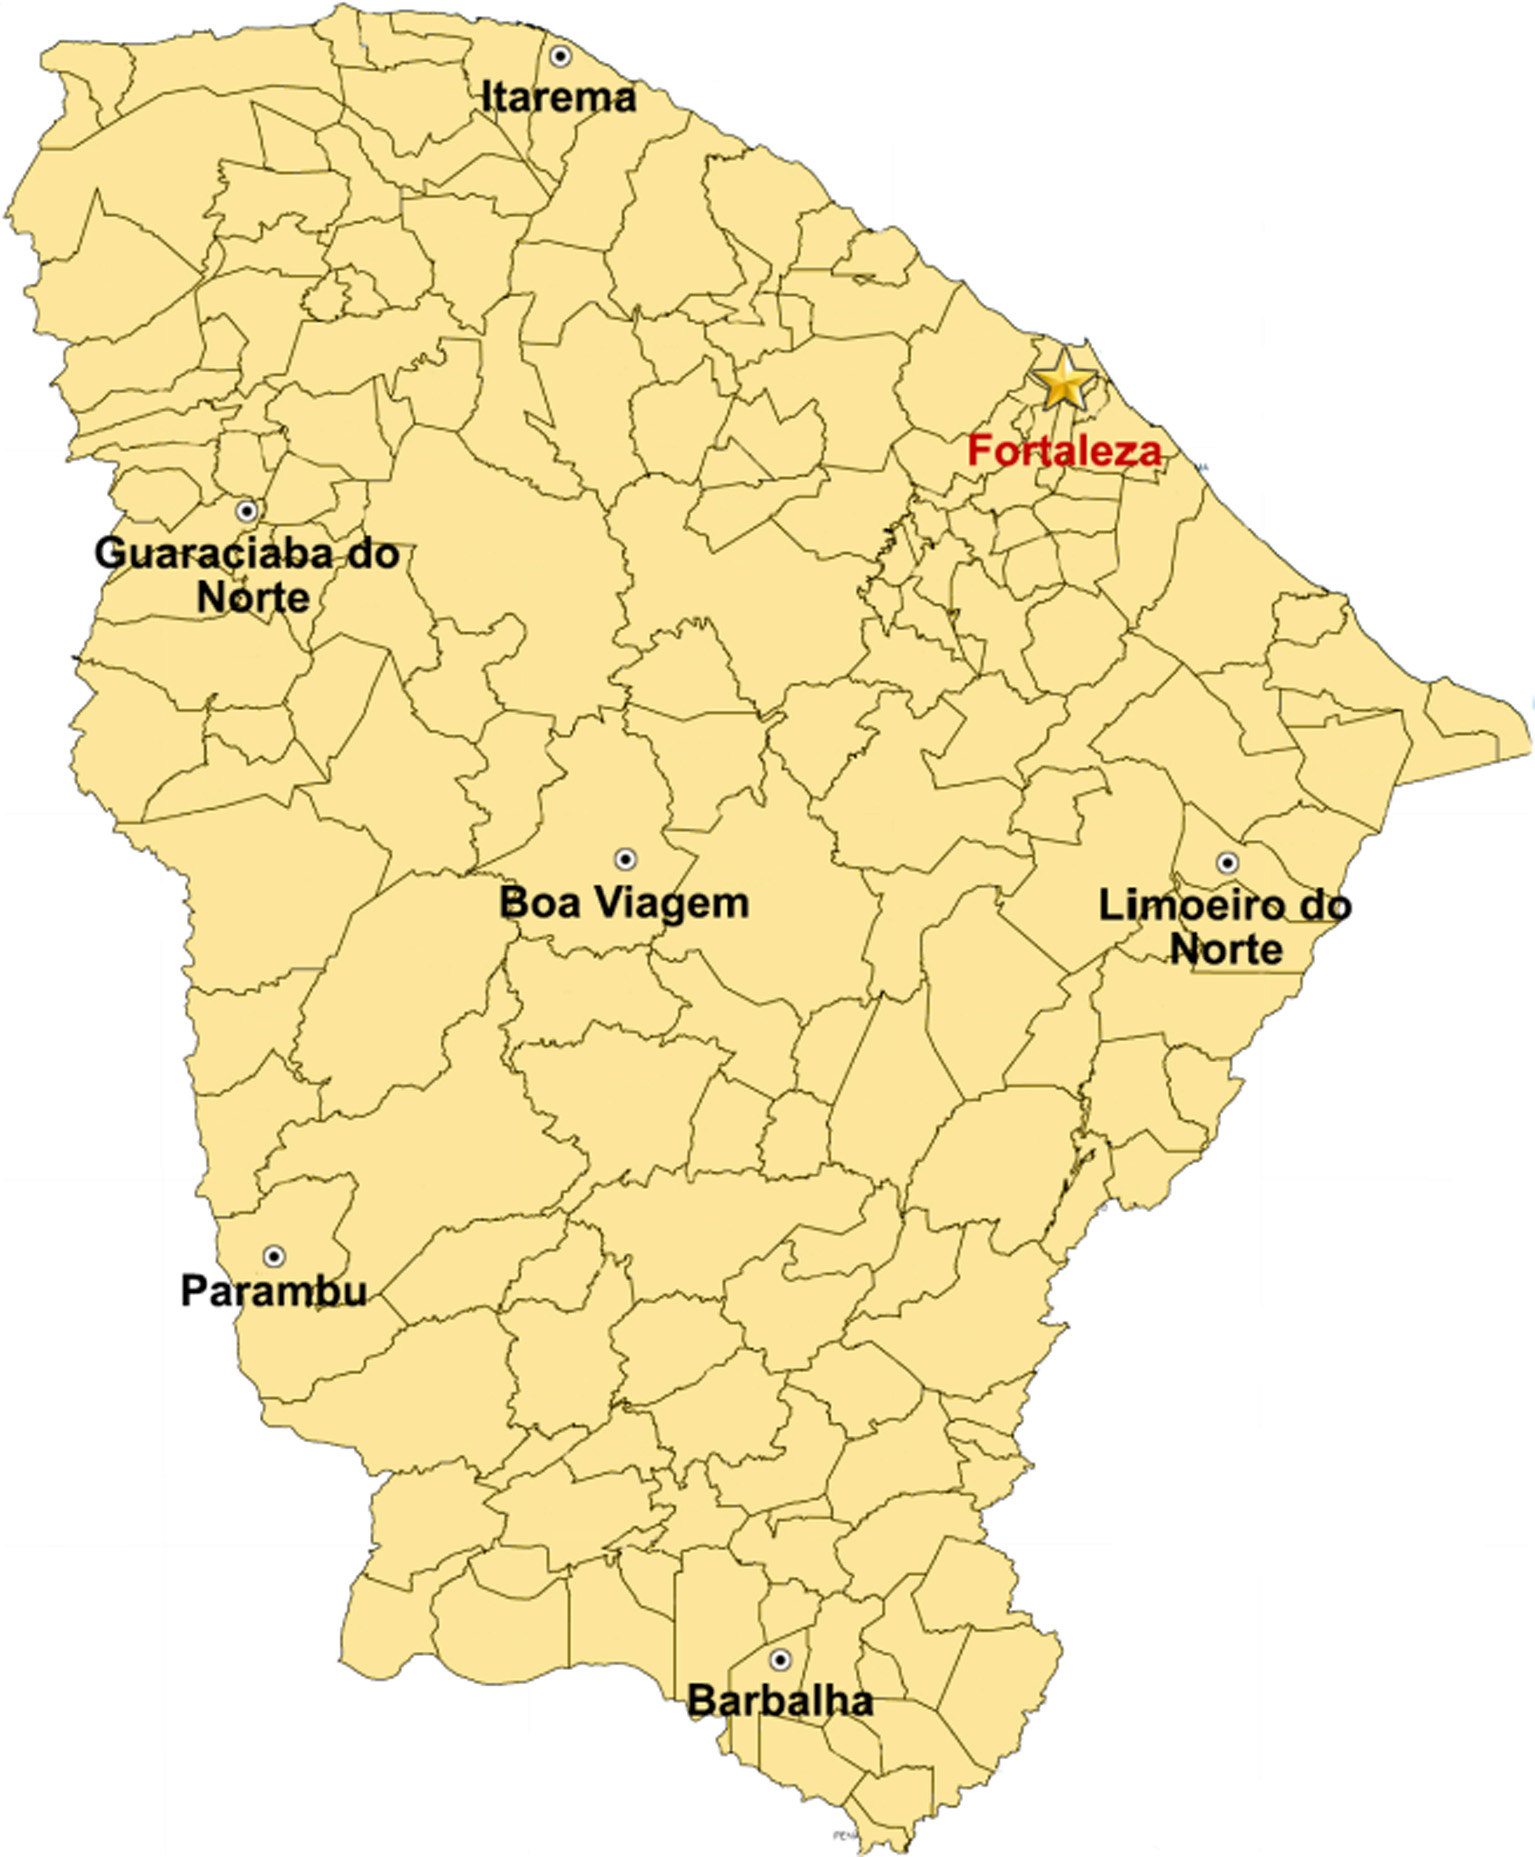 Itarema
Fortaleza
Guaraciaba do
Norte
Boa Viagem
Limoeiro do
Norte
Parambu
Barbalha